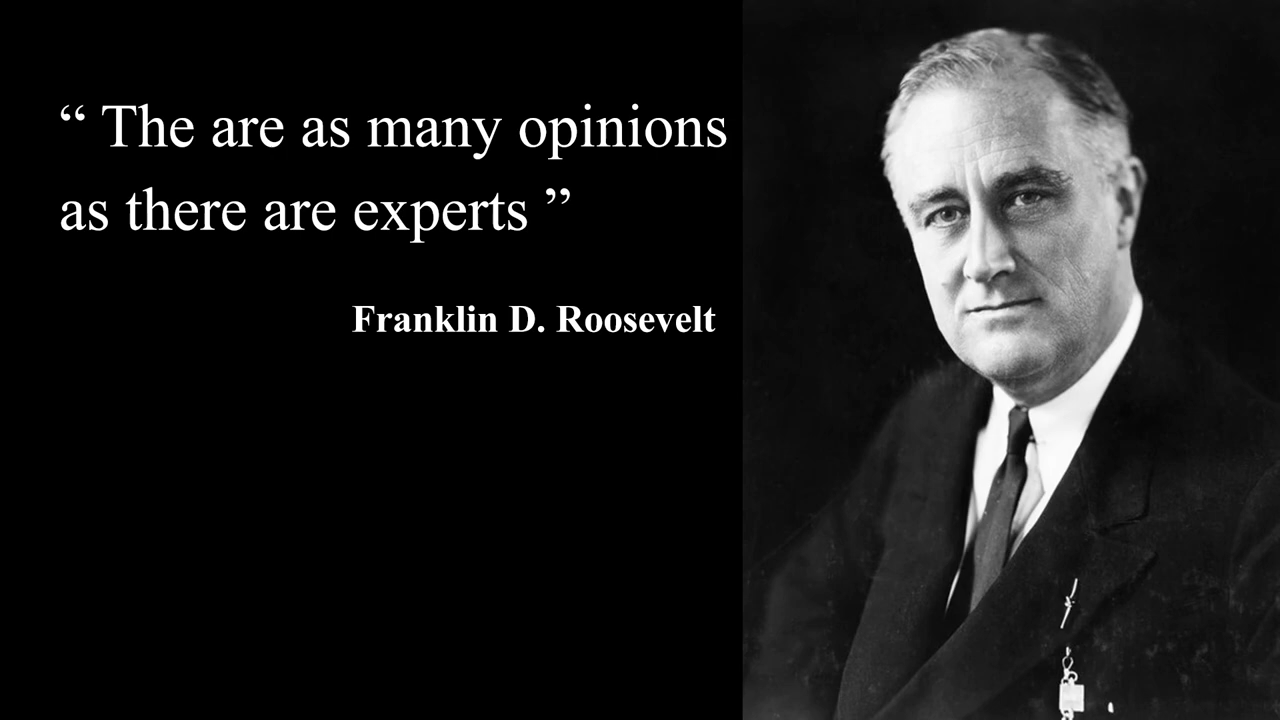 “ The are as many opinions
as there are experts ”
Franklin D. Roosevelt